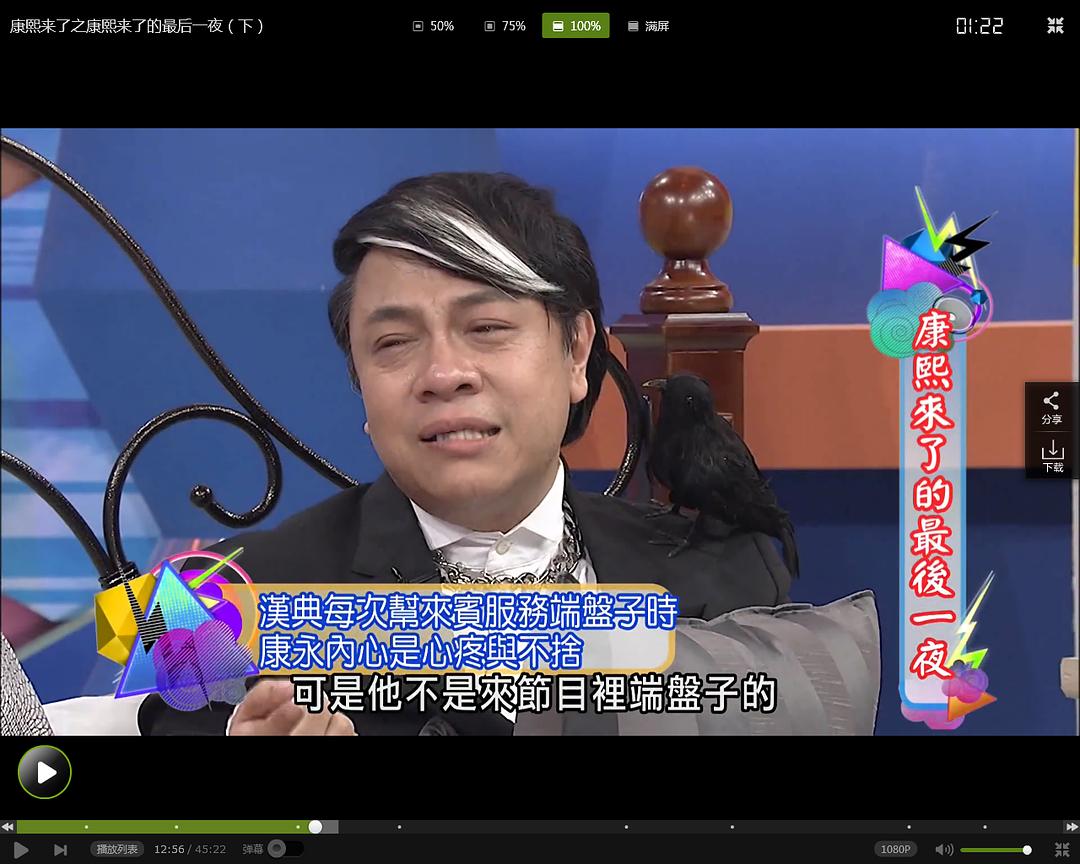 康熙来了之康熙来了的最后一夜（下）
50%
75%
100%
满屏
01:22
康熙來了的最後一夜
分享
下载
漢典每次幫來賓服務端盤子時
康永內心是心疼與不捨
可是他不是來節目裡端盤子的
播放列表
12:56 / 45:22
弹幕
1080P